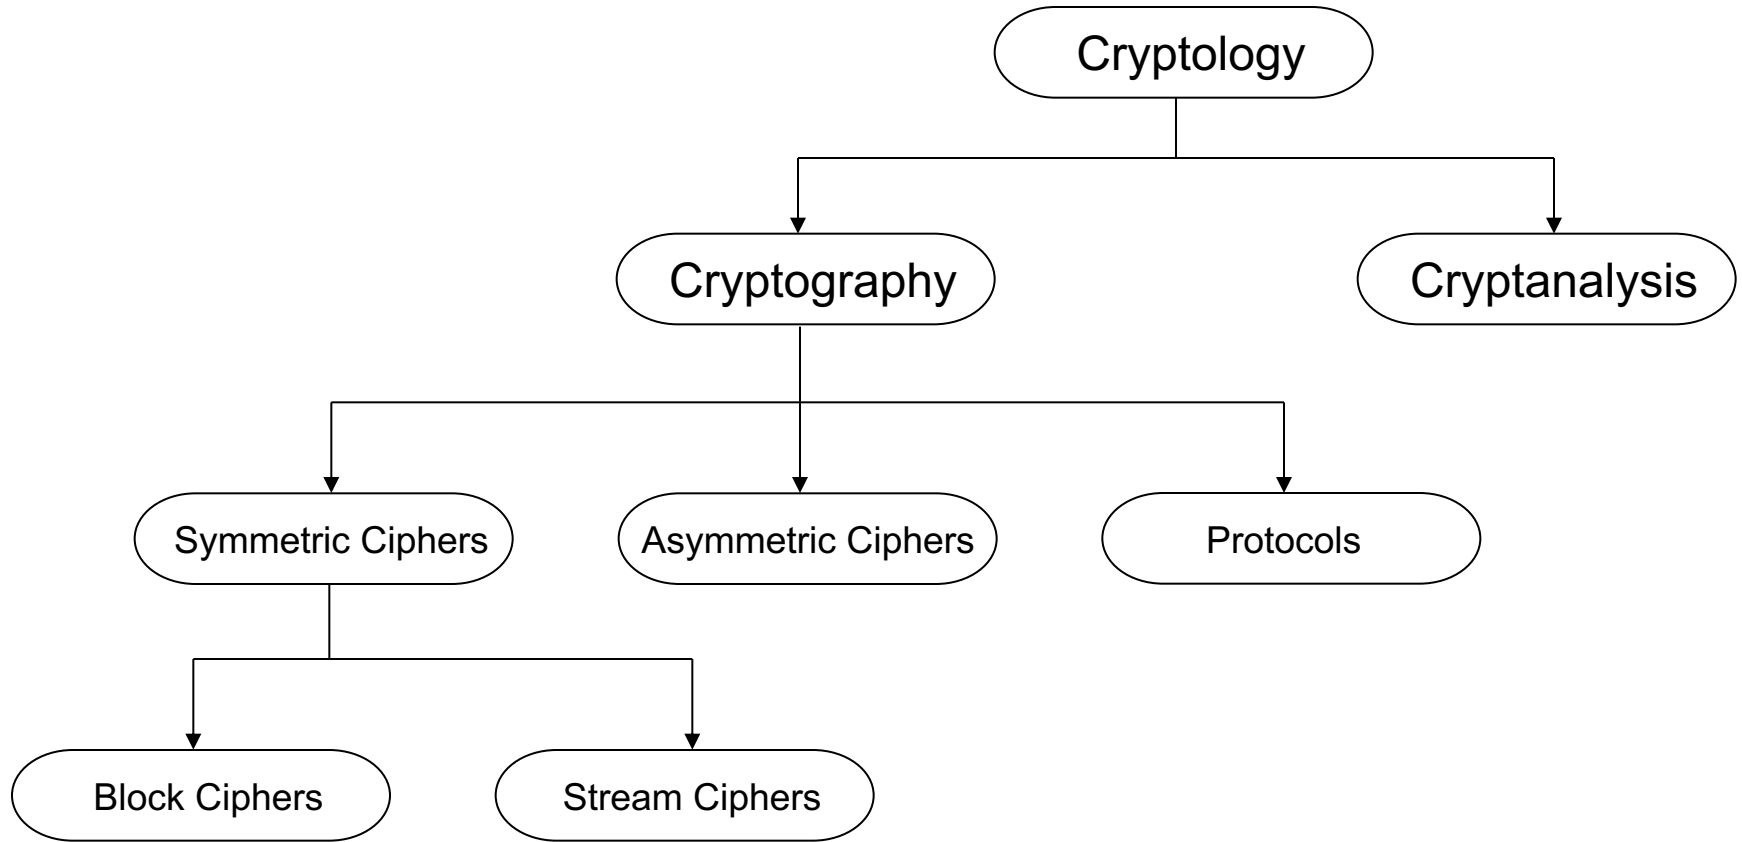 Cryptology
Cryptography
Cryptanalysis
Symmetric Ciphers
Asymmetric Ciphers
Protocols
Block Ciphers
Stream Ciphers